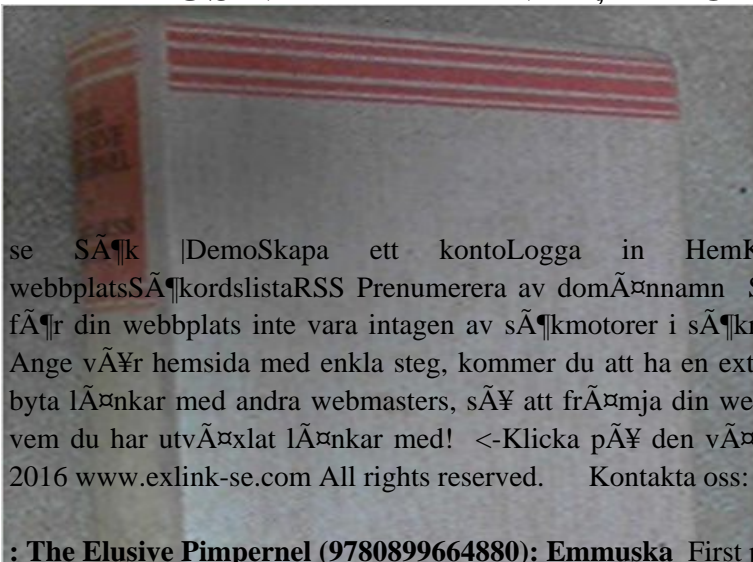 se SÃ¶k |DemoSkapa ett kontoLogga in HemK
webbplatsSÃ¶kordslistaRSS Prenumerera av domÃ¤nnamn S
fÃ¶r din webbplats inte vara intagen av sÃ¶kmotorer i sÃ¶kn
Ange vÃ¥r hemsida med enkla steg, kommer du att ha en ext
byta lÃ¤nkar med andra webmasters, sÃ¥ att frÃ¤mja din we
vem du har utvÃ¤xlat lÃ¤nkar med! <-Klicka pÃ¥ den vÃ¤
2016 www.exlink-se.com All rights reserved. Kontakta oss:
: The Elusive Pimpernel (9780899664880): Emmuska First